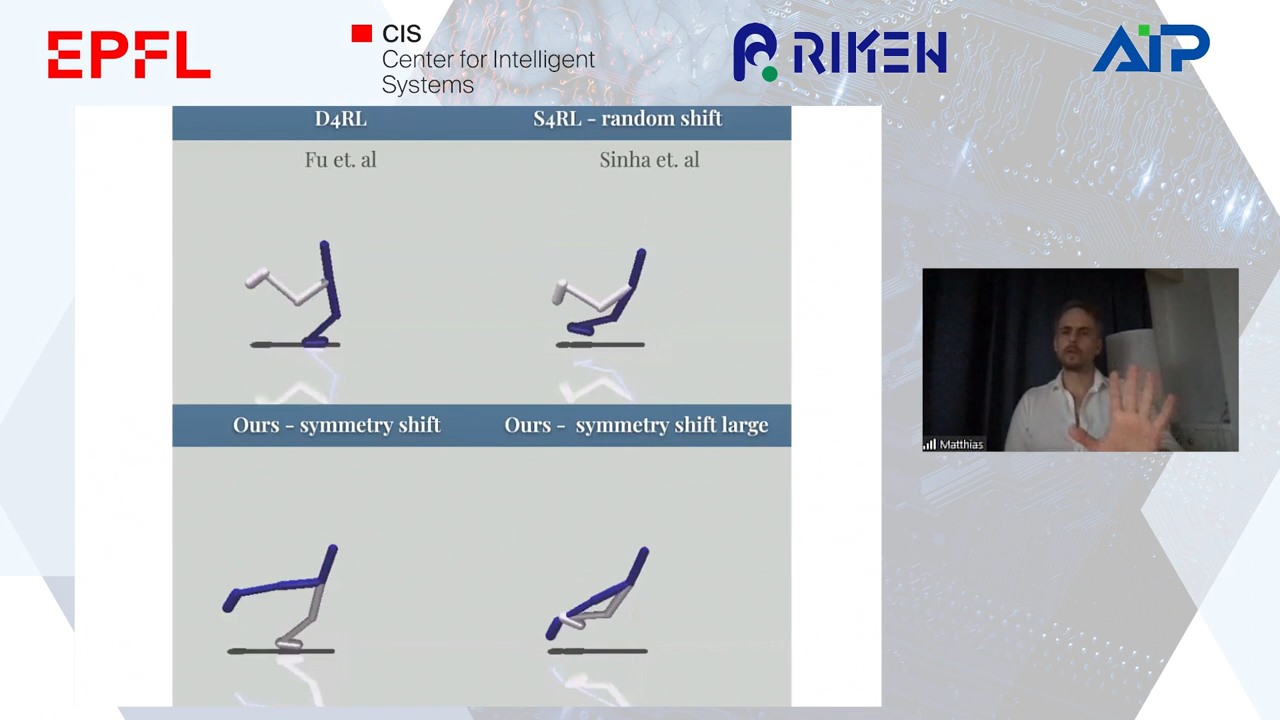 EPFL
CIS
Center for Intelligent
Systems
RIKEN
AIP
D4RL
S4RL - random shift
Fu et. al
Sinha et. al
Ours - symmetry shift
Ours - symmetry shift large
Matthias